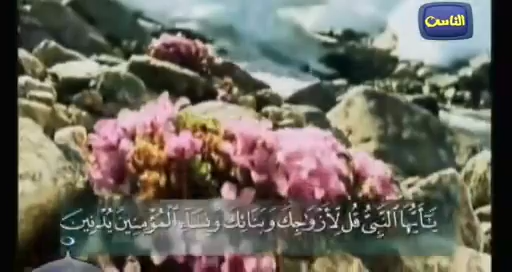 الناس
يَٰٓأَيُّهَا ٱلنَّبِيُّ قُل لِّأَزۡوَٰجِكَ وَبَنَاتِكَ وَنِسَآءِ ٱلۡمُؤۡمِنِينَ يُدۡنِينَ